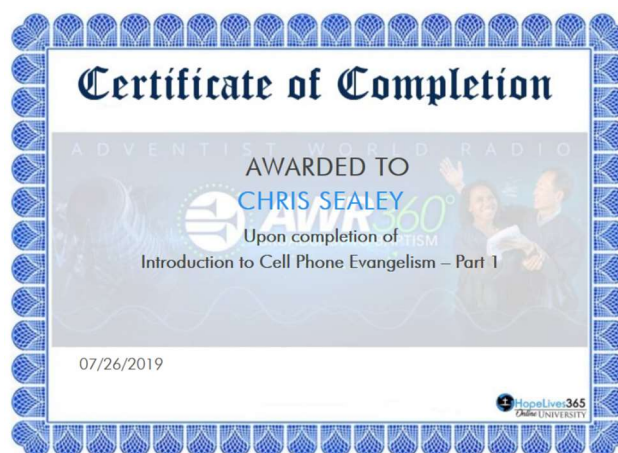 Certificate of Completion
ADVENTIST WORLD RADIO
AWARDED TO
CHRIS SEALEY
AWR360°
Upon completion of
Introduction to Cell Phone Evangelism – Part 1
07/26/2019
HopeLives365
Online UNIVERSITY